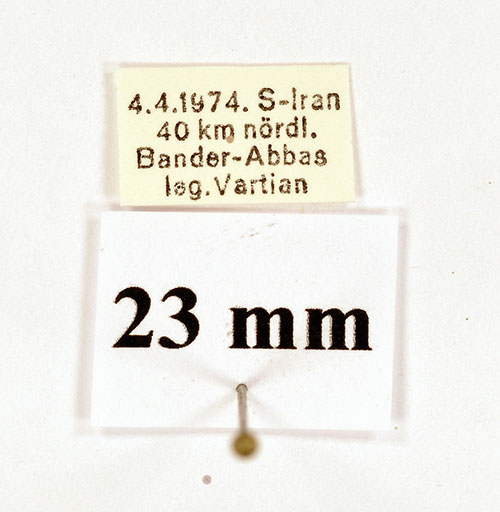 4.4.1974. S-Iran
40 km nördl.
Bander-Abbas
leg. Vartian
23 mm